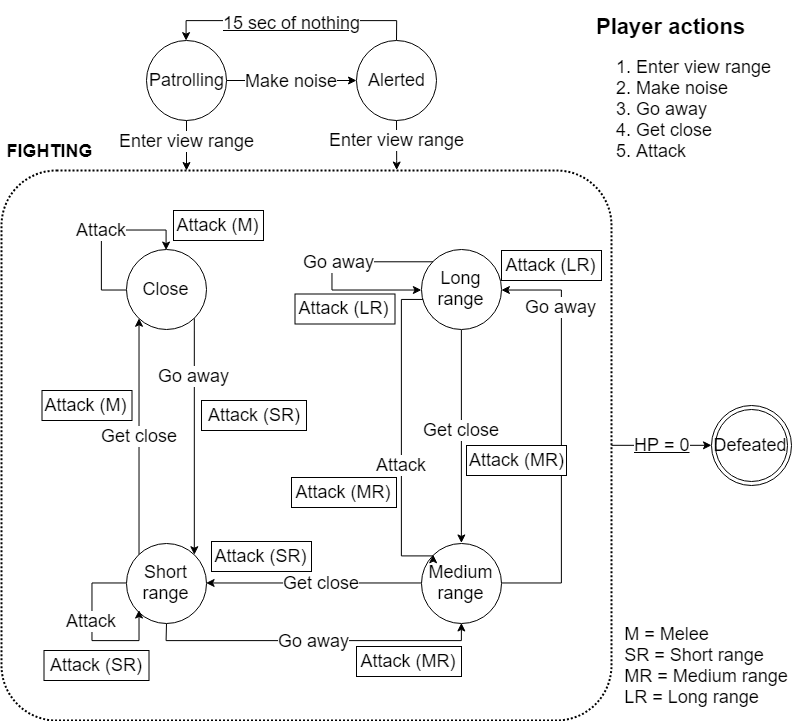 15 sec of nothing
Player actions
Patrolling
Make noise
Alerted
1. Enter view range
2. Make noise
3. Go away
4. Get close
5. Attack
Enter view range
Enter view range
FIGHTING
Attack
Attack (M)
Close
Go away
Long
range
Attack (LR)
Attack (LR)
Go away
Go away
Attack (M)
Attack (SR)
Get close
Get close
Attack
Attack (MR)
Attack (MR)
HP = 0
Defeated
Short
range
Attack (SR)
Get close
Medium
range
Attack
Attack (SR)
Go away
Attack (MR)
M = Melee
SR = Short range
MR = Medium range
LR = Long range